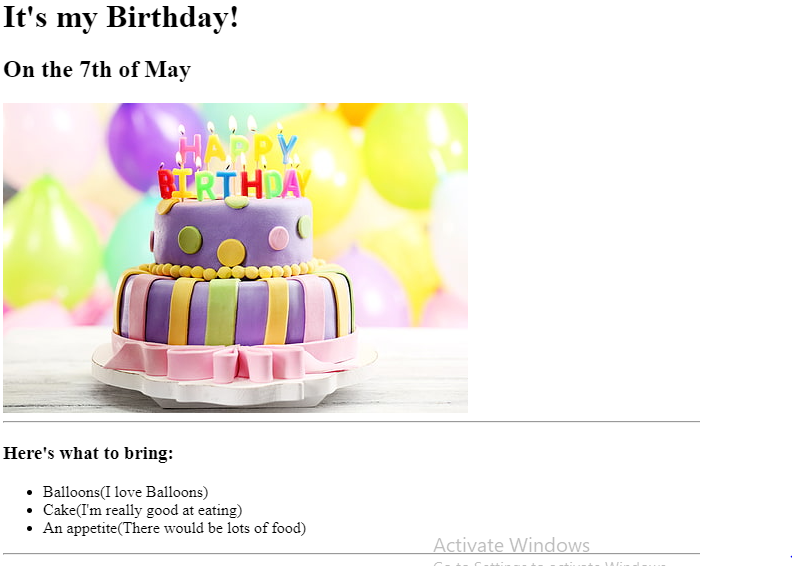 It's my Birthday!
On the 7th of May
HAPPY
BIRTHDAY
Here's what to bring:
Balloons(I love Balloons)
Cake(I'm really good at eating)
An appetite(There would be lots of food)
Activate Windows
Go to Settings to activate Windows